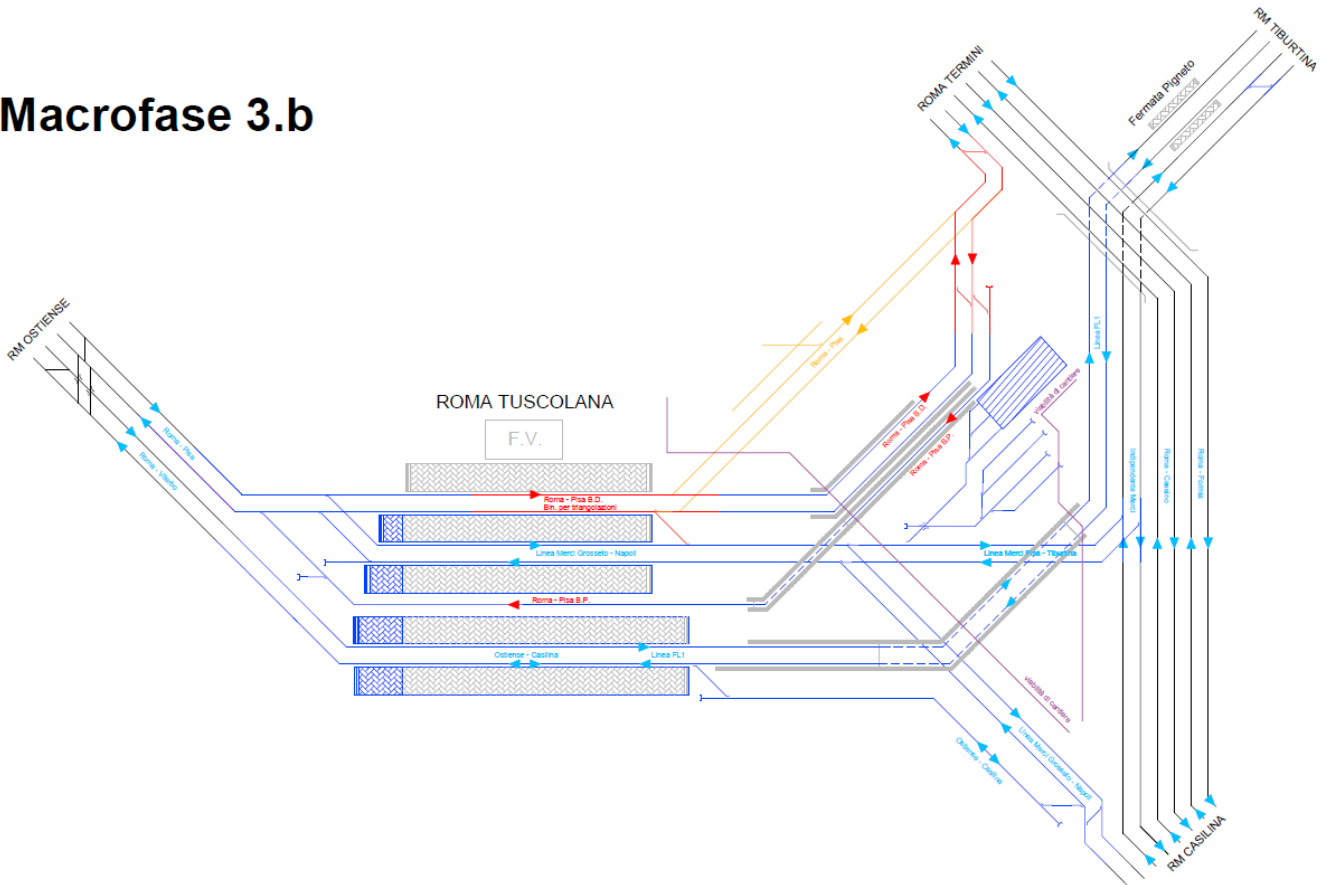 Macrofase 3.b
ROMA TERMINI
RM TIBURTINA
Fermata Pigneto
RM OSTIENSE
Roma - Pisa
Roma - Viterbo
Roma - Pisa
Linea FL1
ROMA TUSCOLANA
F.V.
viabilità di cantiere
Roma - Pisa B.D.
Roma - Pisa B.P.
Indipendente Merci
Roma - Cassino
Roma - Formia
Roma - Pisa B.D.
Bin. per triangolazioni
Linea Merci Grosseto - Napoli
Linea Merci Pisa - Tiburtina
Roma - Pisa B.P.
Ostiense - Casilina
Linea FL1
viabilità di cantiere
Ostiense - Casilina
Linea Merci Grosseto - Napoli
RM CASILINA